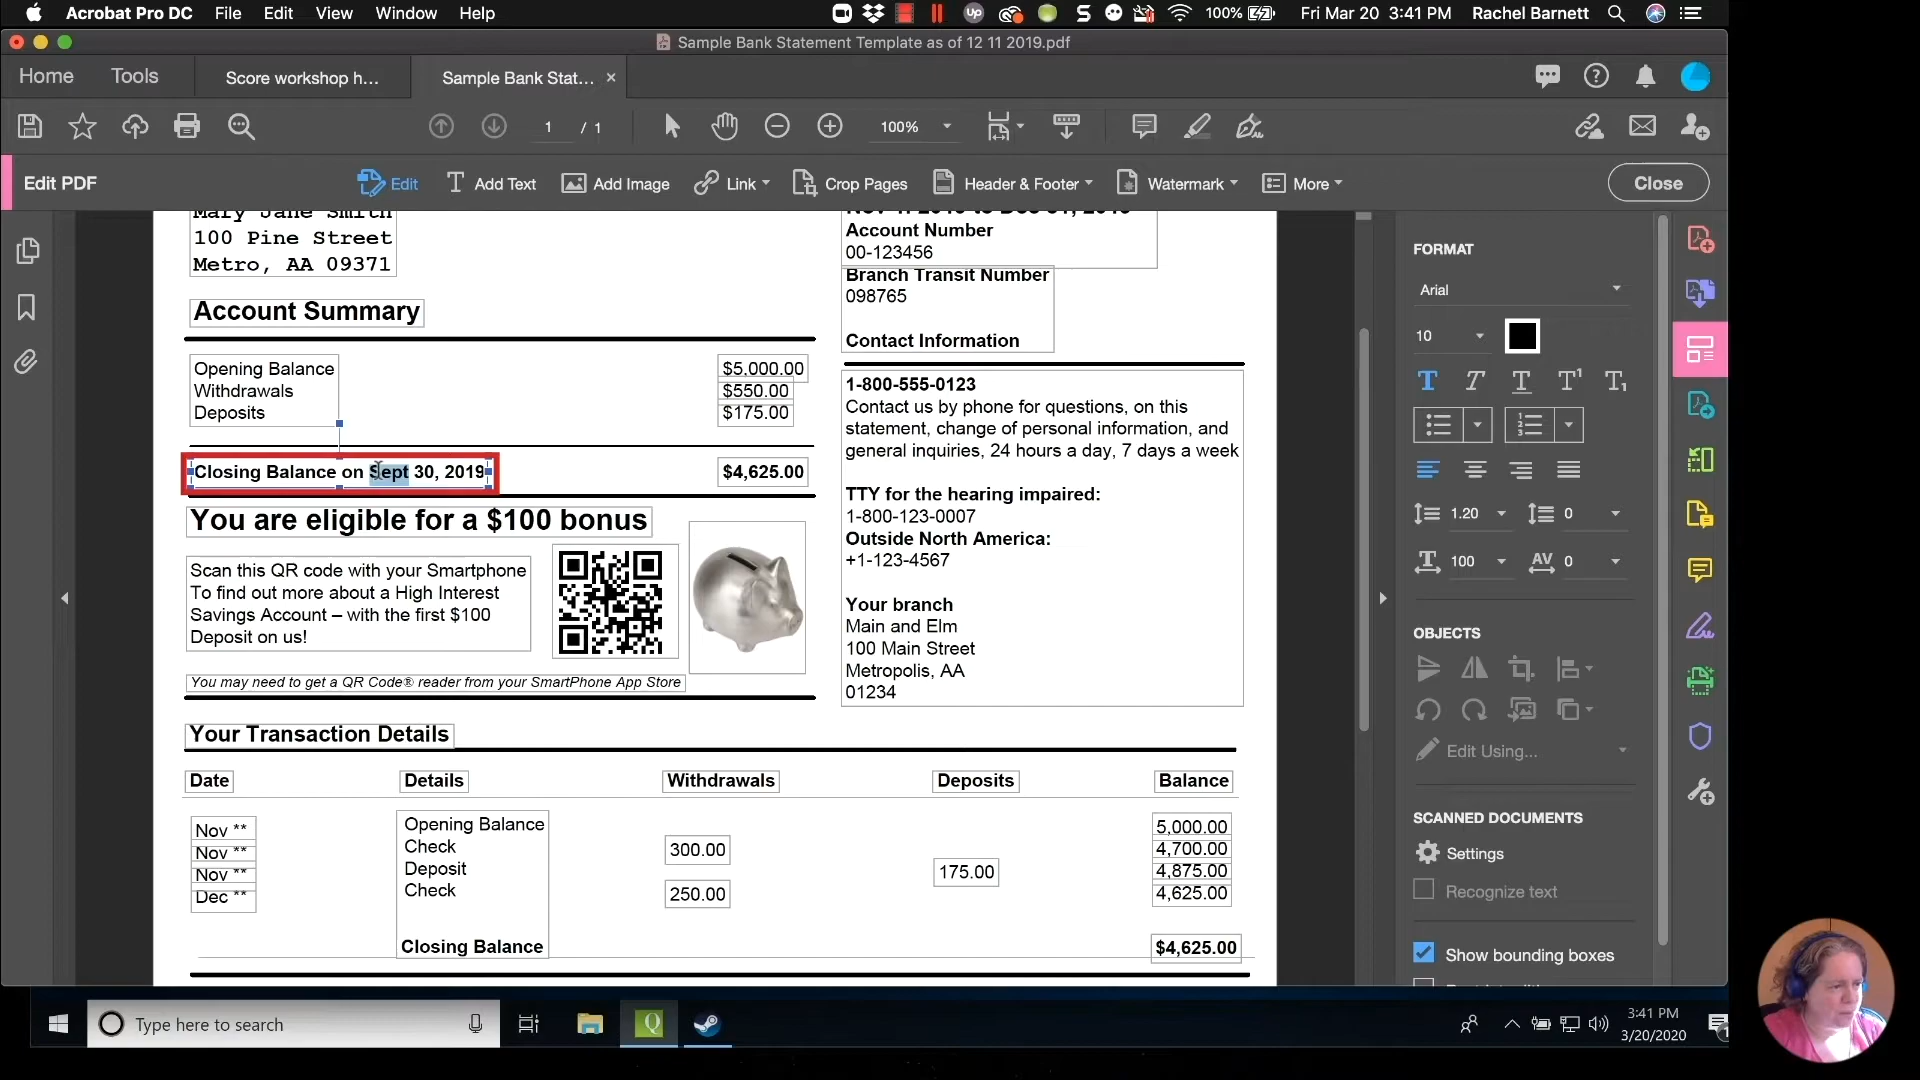 Acrobat Pro DC File Edit View Window Help
100% Fri Mar 20 3:41 PM Rachel Barnett
Sample Bank Statement Template as of 12 11 2019.pdf
Home Tools Score workshop h... Sample Bank Stat... ×
1 / 1 100%
Edit PDF Edit Add Text Add Image Link Crop Pages Header & Footer Watermark More Close
Mary Jane Smith
100 Pine Street
Metro, AA 09371
Account Number
00-123456
Branch Transit Number
098765
Contact Information
Account Summary
Opening Balance $5,000.00
Withdrawals $550.00
Deposits $175.00
Closing Balance on Sept 30, 2019 $4,625.00
You are eligible for a $100 bonus
Scan this QR code with your Smartphone
To find out more about a High Interest
Savings Account – with the first $100
Deposit on us!
You may need to get a QR Code® reader from your SmartPhone App Store
1-800-555-0123
Contact us by phone for questions, on this
statement, change of personal information, and
general inquiries, 24 hours a day, 7 days a week
TTY for the hearing impaired:
1-800-123-0007
Outside North America:
+1-123-4567
Your branch
Main and Elm
100 Main Street
Metropolis, AA
01234
Your Transaction Details
Date Details Withdrawals Deposits Balance
Nov ** Opening Balance 5,000.00
Nov ** Check 300.00 4,700.00
Nov ** Deposit 175.00 4,875.00
Dec ** Check 250.00 4,625.00
Closing Balance $4,625.00
FORMAT
Arial
10
1.20 0
100 AV 0
OBJECTS
Edit Using...
SCANNED DOCUMENTS
Settings
Recognize text
Show bounding boxes
Type here to search
3:41 PM
3/20/2020